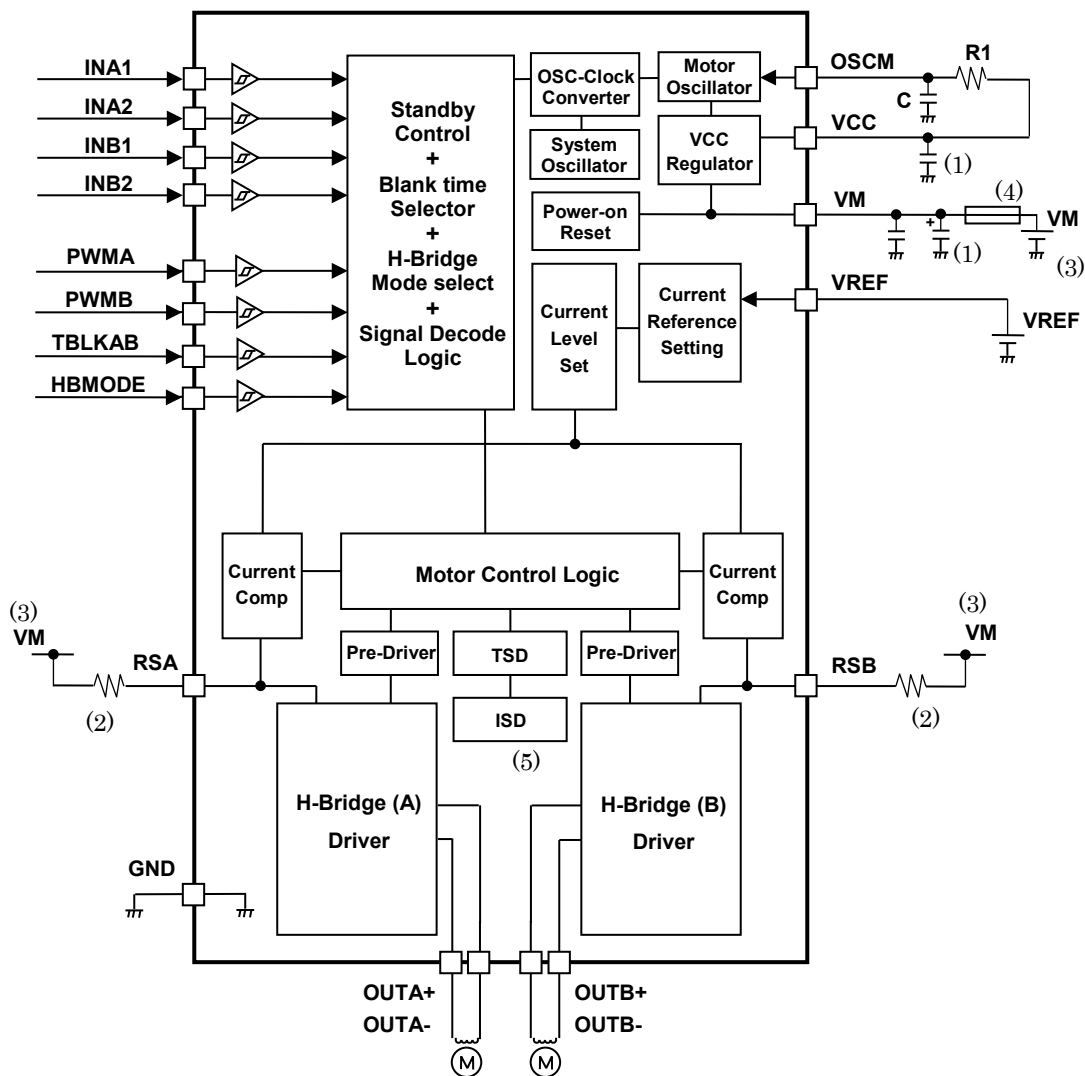 INA1
INA2
INB1
INB2
PWMA
PWMB
TBLKAB
HBMODE
Standby
Control
+
Blank time
Selector
+
H-Bridge
Mode select
+
Signal Decode
Logic
OSC-Clock
Converter
System
Oscillator
Motor
Oscillator
VCC
Regulator
Power-on
Reset
Current
Level
Set
Current
Reference
Setting
OSCM
R1
C
VCC
(1)
VM
(4)
VM
(1)
(3)
VREF
VREF
Current
Comp
Motor Control Logic
Current
Comp
Pre-Driver
TSD
Pre-Driver
ISD
(5)
(3)
VM
RSA
(2)
(3)
VM
RSB
(2)
H-Bridge (A)
Driver
H-Bridge (B)
Driver
GND
OUTA+
OUTA-
OUTB+
OUTB-
M
M